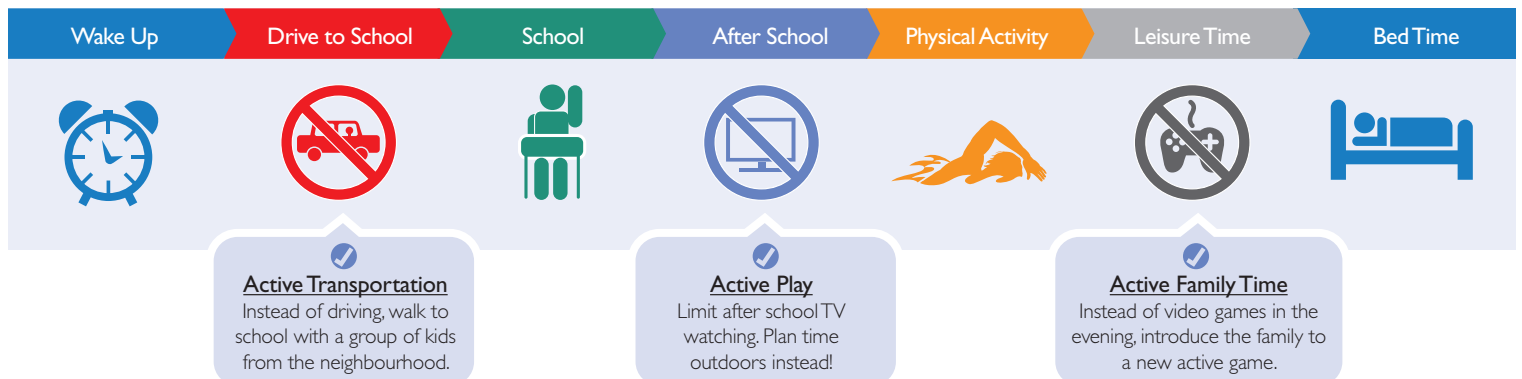 Wake Up
Drive to School
School
After School
Physical Activity
Leisure Time
Bed Time
Active Transportation
Instead of driving, walk to
school with a group of kids
from the neighbourhood.
Active Play
Limit after school TV
watching. Plan time
outdoors instead!
Active Family Time
Instead of video games in the
evening, introduce the family to
a new active game.